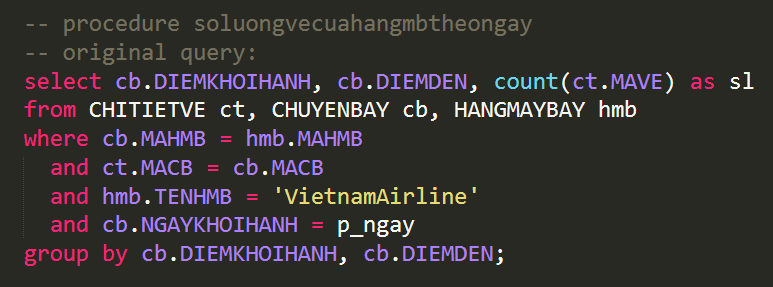 -- procedure soluongvecuahangmbtheongay
-- original query:
select cb.DIEMKHOIHANH, cb.DIEMDEN, count(ct.MAVE) as sl
from CHITIETVE ct, CHUYENBAY cb, HANGMAYBAY hmb
where cb.MAHMB = hmb.MAHMB
  and ct.MACB = cb.MACB
  and hmb.TENHMB = 'VietnamAirline'
  and cb.NGAYKHOIHANH = p_ngay
group by cb.DIEMKHOIHANH, cb.DIEMDEN;